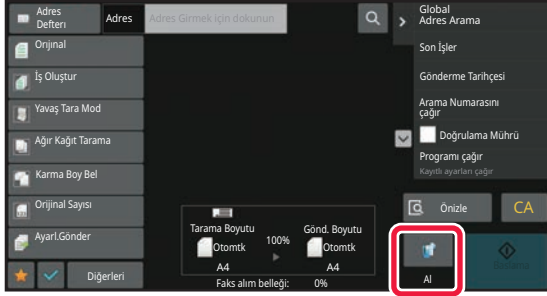 Adres
Defteri
Adres
Adres Girmek için dokunun
Orijinal
İş Oluştur
Yavaş Tara Mod
Ağır Kağıt Tarama
Karma Boy Bel
Orijinal Sayısı
Ayarl.Gönder
Diğerleri
Tarama Boyutu
Otomtk
A4
100%
Gönd. Boyutu
Otomtk
A4
Faks alım belleği: 0%
Global
Adres Arama
Son İşler
Gönderme Tarihçesi
Arama Numarasını
çağır
Doğrulama Mührü
Programı çağır
Kayıtlı ayarları çağır
Önizle
CA
Al
Başlama